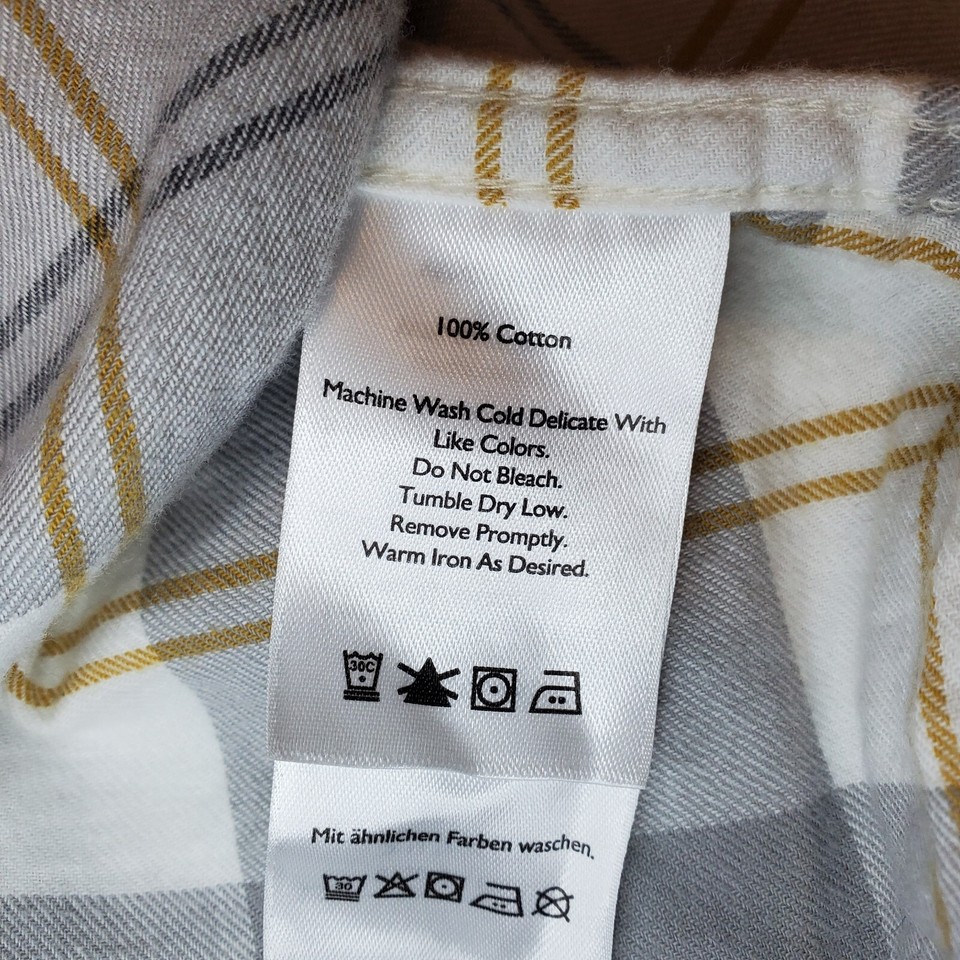 100% Cotton
Machine Wash Cold Delicate With
Like Colors.
Do Not Bleach.
Tumble Dry Low.
Remove Promptly.
Warm Iron As Desired.
30C
Mit ähnlichen Farben waschen.
30